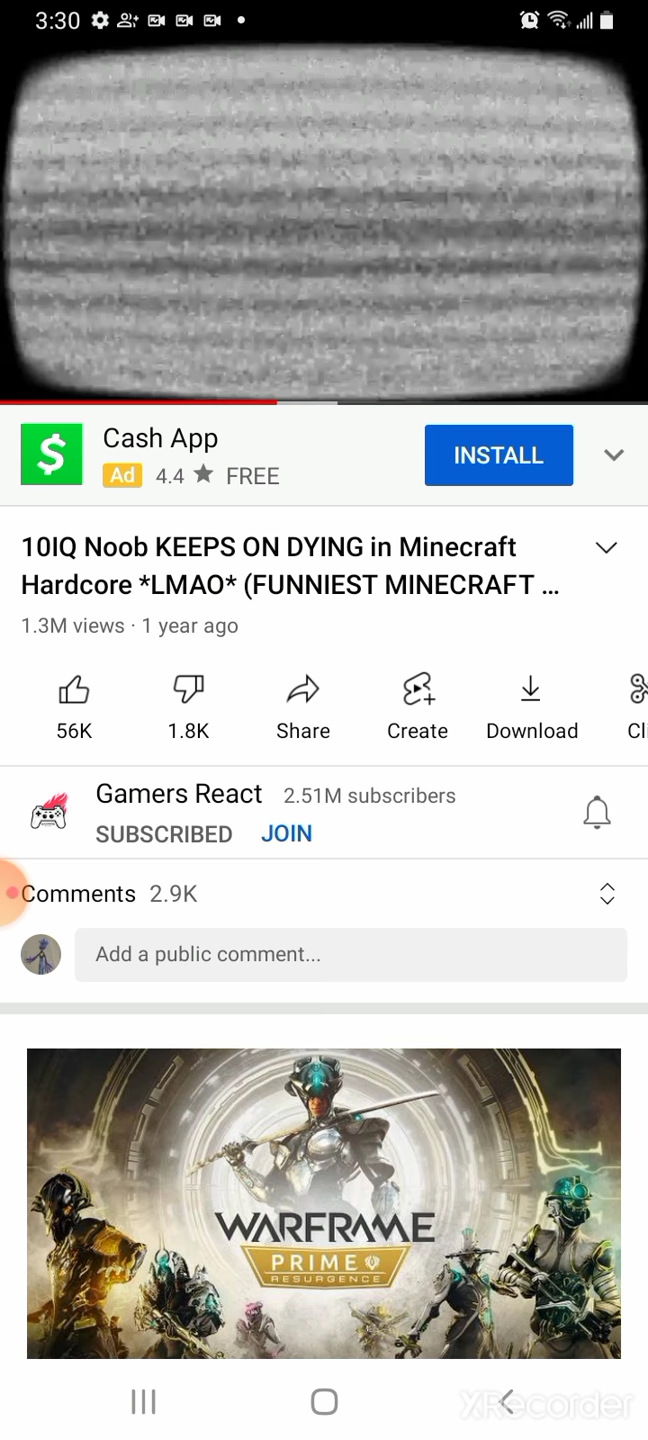 3:30
$
Cash App
INSTALL
Ad 4.4 ★ FREE
10IQ Noob KEEPS ON DYING in Minecraft
Hardcore *LMAO* (FUNNIEST MINECRAFT ...
1.3M views · 1 year ago
56K 1.8K Share Create Download Cli
Gamers React 2.51M subscribers
SUBSCRIBED JOIN
Comments 2.9K
Add a public comment...
WARFRAME
PRIME
RESURGENCE
XRecorder